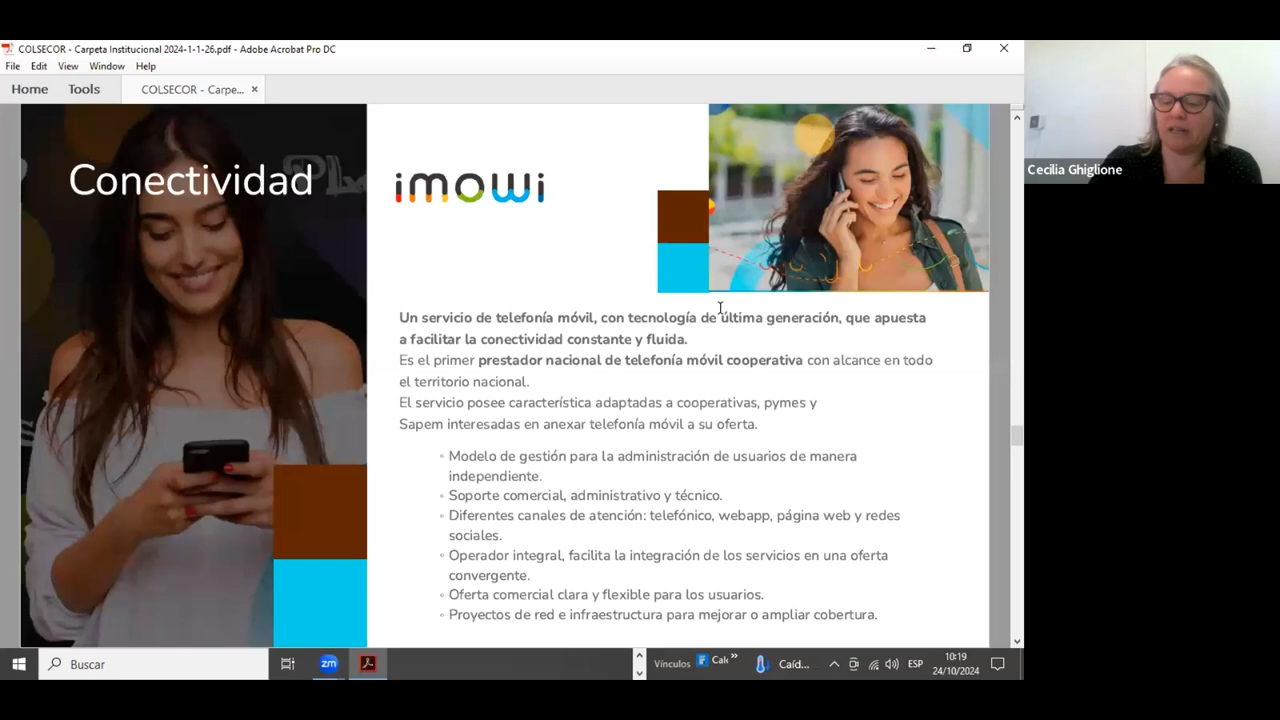 COLSECOR - Carpeta Institucional 2024-1-1-26.pdf - Adobe Acrobat Pro DC
File Edit View Window Help
Home Tools COLSECOR - Carpe... ×
Conectividad
imowi
Un servicio de telefonía móvil, con tecnología de última generación, que apuesta
a facilitar la conectividad constante y fluida.
Es el primer prestador nacional de telefonía móvil cooperativa con alcance en todo
el territorio nacional.
El servicio posee característica adaptadas a cooperativas, pymes y
Sapem interesadas en anexar telefonía móvil a su oferta.
◦ Modelo de gestión para la administración de usuarios de manera
independiente.
◦ Soporte comercial, administrativo y técnico.
◦ Diferentes canales de atención: telefónico, webapp, página web y redes
sociales.
◦ Operador integral, facilita la integración de los servicios en una oferta
convergente.
◦ Oferta comercial clara y flexible para los usuarios.
◦ Proyectos de red e infraestructura para mejorar o ampliar cobertura.
Cecilia Ghiglione
Buscar
zm
Vínculos
Cak
»
Caíd...
ESP
10:19
24/10/2024